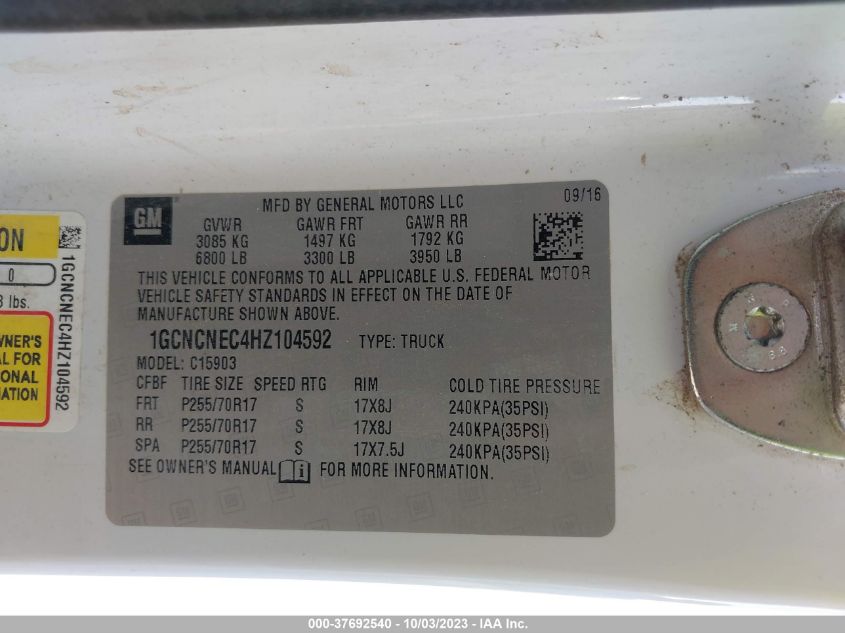 MFD BY GENERAL MOTORS LLC 09/16
GM
GVWR GAWR FRT GAWR RR
3085 KG 1497 KG 1792 KG
6800 LB 3300 LB 3950 LB
THIS VEHICLE CONFORMS TO ALL APPLICABLE U.S. FEDERAL MOTOR
VEHICLE SAFETY STANDARDS IN EFFECT ON THE DATE OF
MANUFACTURE SHOWN ABOVE.
1GCNCNEC4HZ104592 TYPE: TRUCK
MODEL: C15903
CFBF TIRE SIZE SPEED RTG RIM COLD TIRE PRESSURE
FRT P255/70R17 S 17X8J 240KPA(35PSI)
RR P255/70R17 S 17X8J 240KPA(35PSI)
SPA P255/70R17 S 17X7.5J 240KPA(35PSI)
SEE OWNER'S MANUAL i FOR MORE INFORMATION.
ON
0
lbs.
OWNER'S
FOR
1GCNCNEC4HZ104592
000-37692540 - 10/03/2023 - IAA Inc.